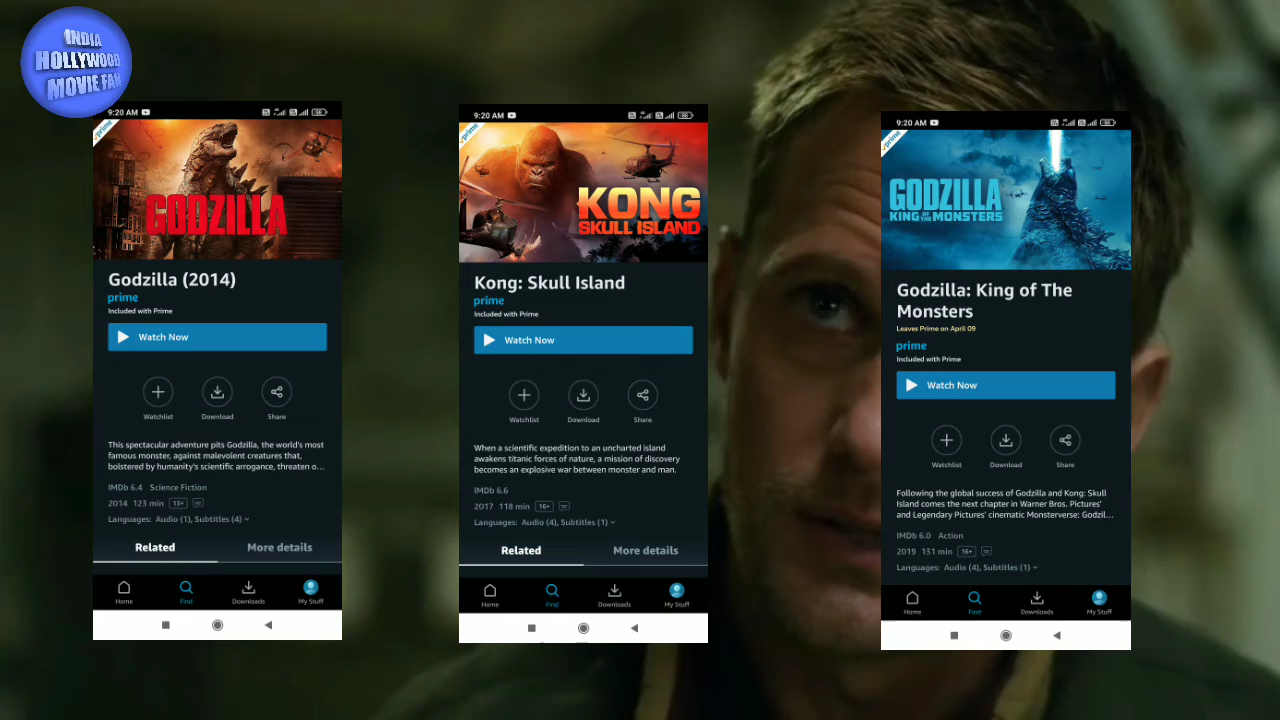 INDIA
HOLLYWOOD
MOVIE FAN
9:20 AM
prime
GODZILLA
Godzilla (2014)
prime
Included with Prime
Watch Now
Watchlist Download Share
This spectacular adventure pits Godzilla, the world's most
famous monster, against malevolent creatures that,
bolstered by humanity's scientific arrogance, threaten o...
IMDb 6.4 Science Fiction
2014 123 min 13+
Languages: Audio (1), Subtitles (4)
Related More details
Home Find Downloads My Stuff
9:20 AM
prime
KONG
SKULL ISLAND
Kong: Skull Island
prime
Included with Prime
Watch Now
Watchlist Download Share
When a scientific expedition to an uncharted island
awakens titanic forces of nature, a mission of discovery
becomes an explosive war between monster and man.
IMDb 6.6
2017 118 min 16+
Languages: Audio (4), Subtitles (1)
Related More details
Home Find Downloads My Stuff
9:20 AM
prime
GODZILLA
KING OF THE MONSTERS
Godzilla: King of The
Monsters
Leaves Prime on April 09
prime
Included with Prime
Watch Now
Watchlist Download Share
Following the global success of Godzilla and Kong: Skull
Island comes the next chapter in Warner Bros. Pictures'
and Legendary Pictures' cinematic Monsterverse: Godzil...
IMDb 6.0 Action
2019 131 min 16+
Languages: Audio (4), Subtitles (1)
Home Find Downloads My Stuff